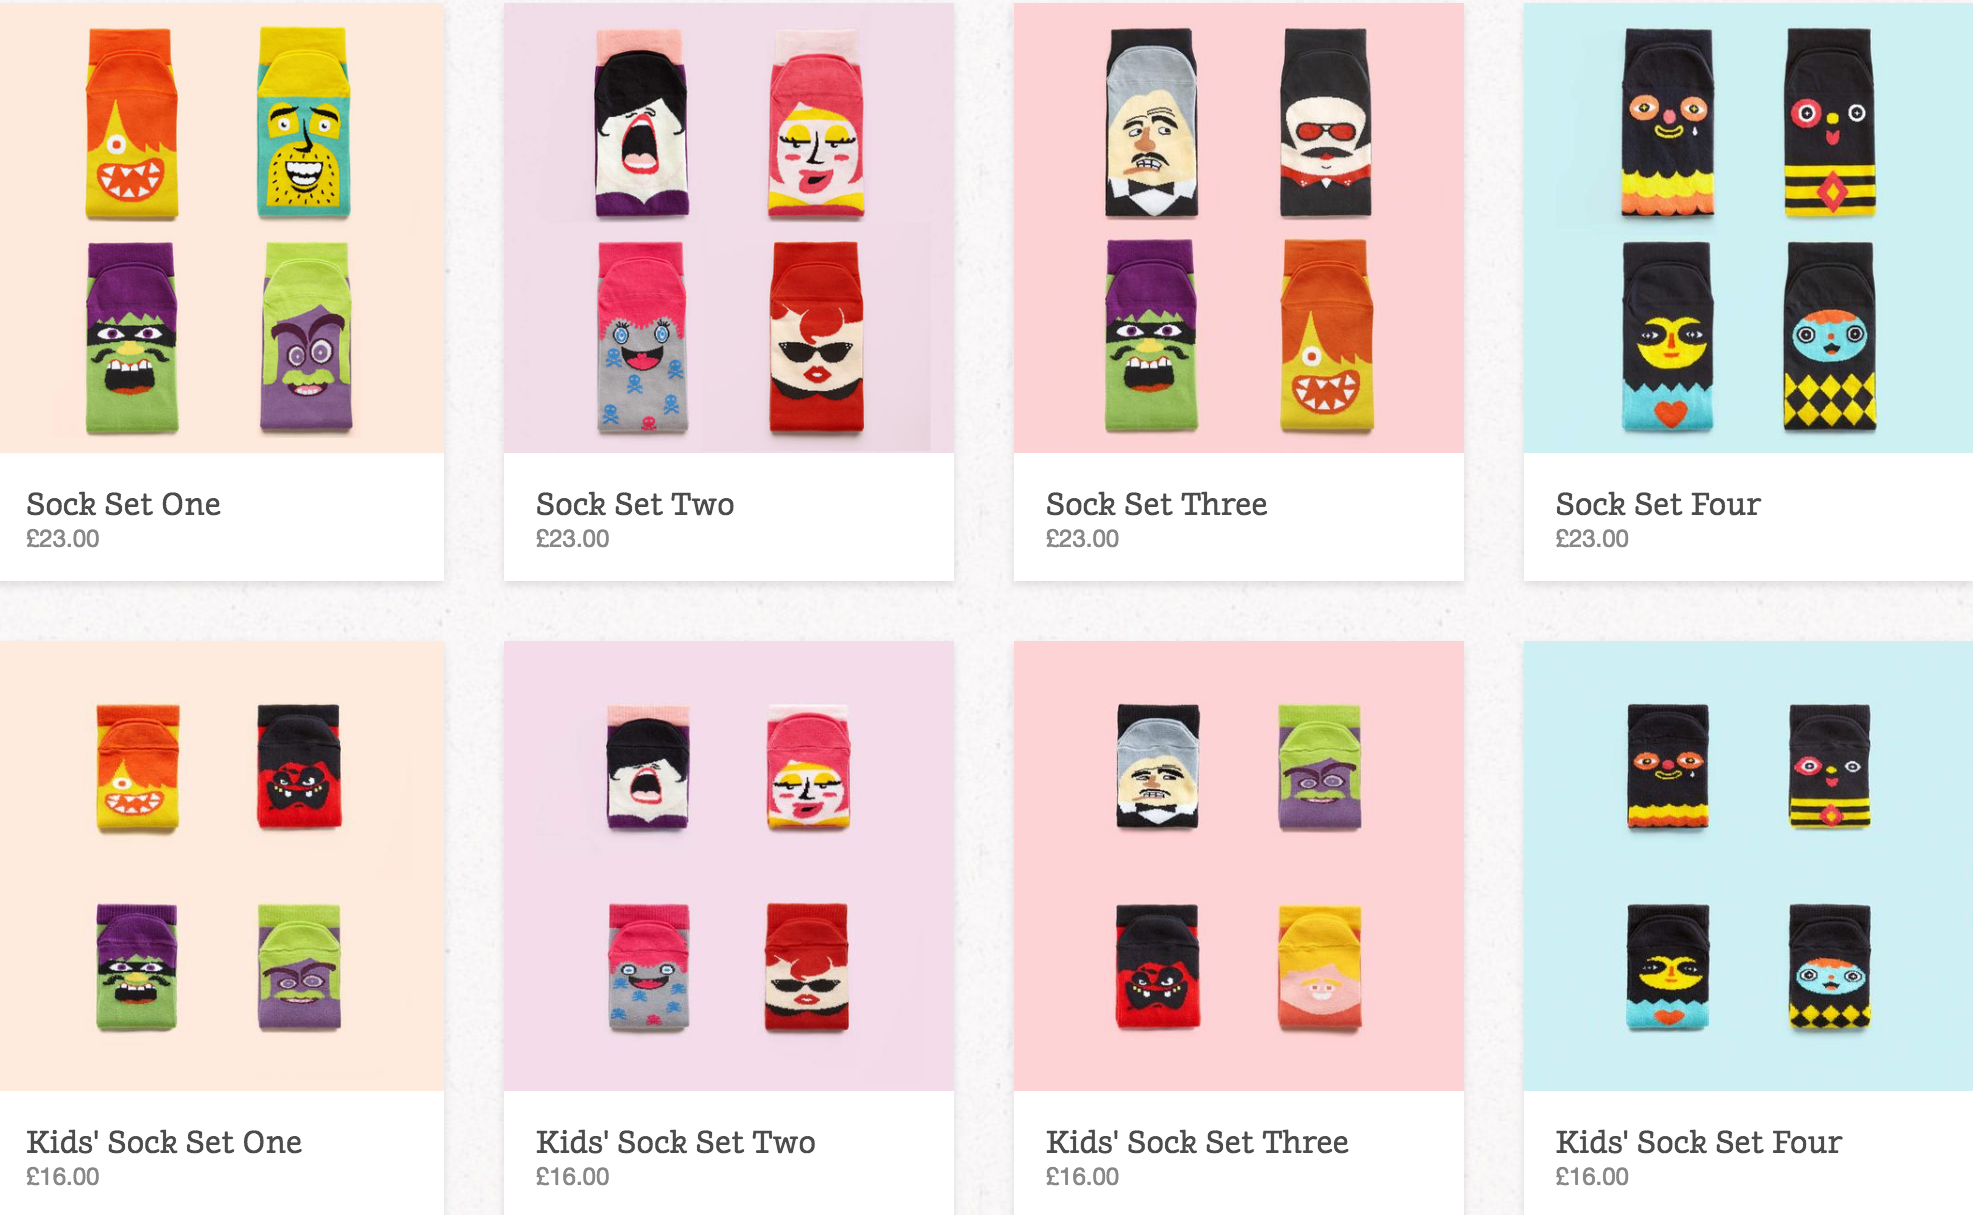 Sock Set One
£23.00
Sock Set Two
£23.00
Sock Set Three
£23.00
Sock Set Four
£23.00
Kids' Sock Set One
£16.00
Kids' Sock Set Two
£16.00
Kids' Sock Set Three
£16.00
Kids' Sock Set Four
£16.00